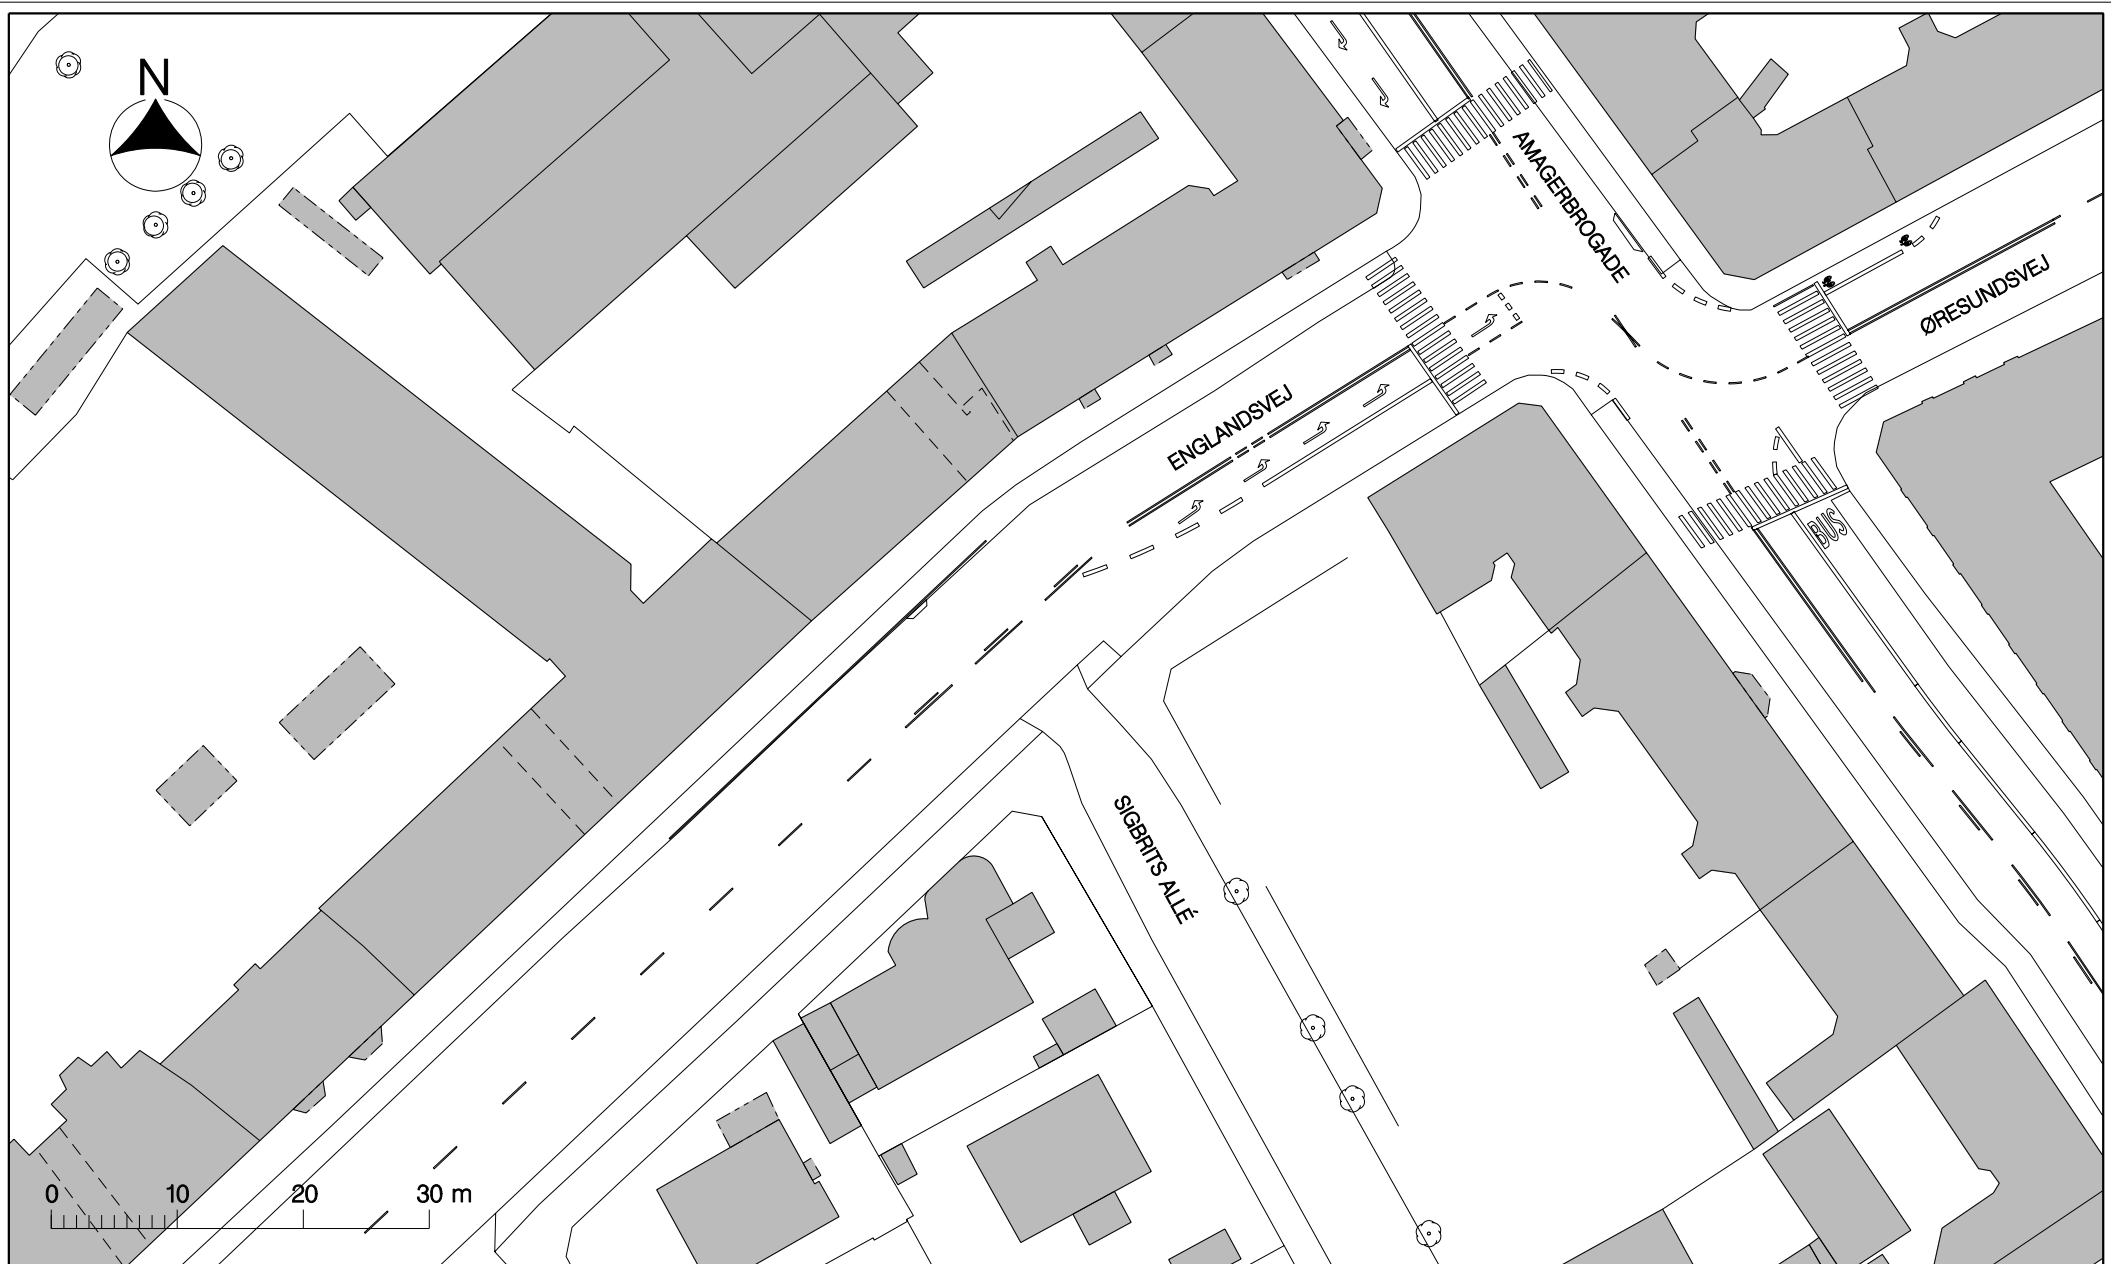 N
AMAGERBROGADE
ØRESUNDSVEJ
ENGLANDSVEJ
BUS
SIGBRITS ALLÉ
0 10 20 30 m